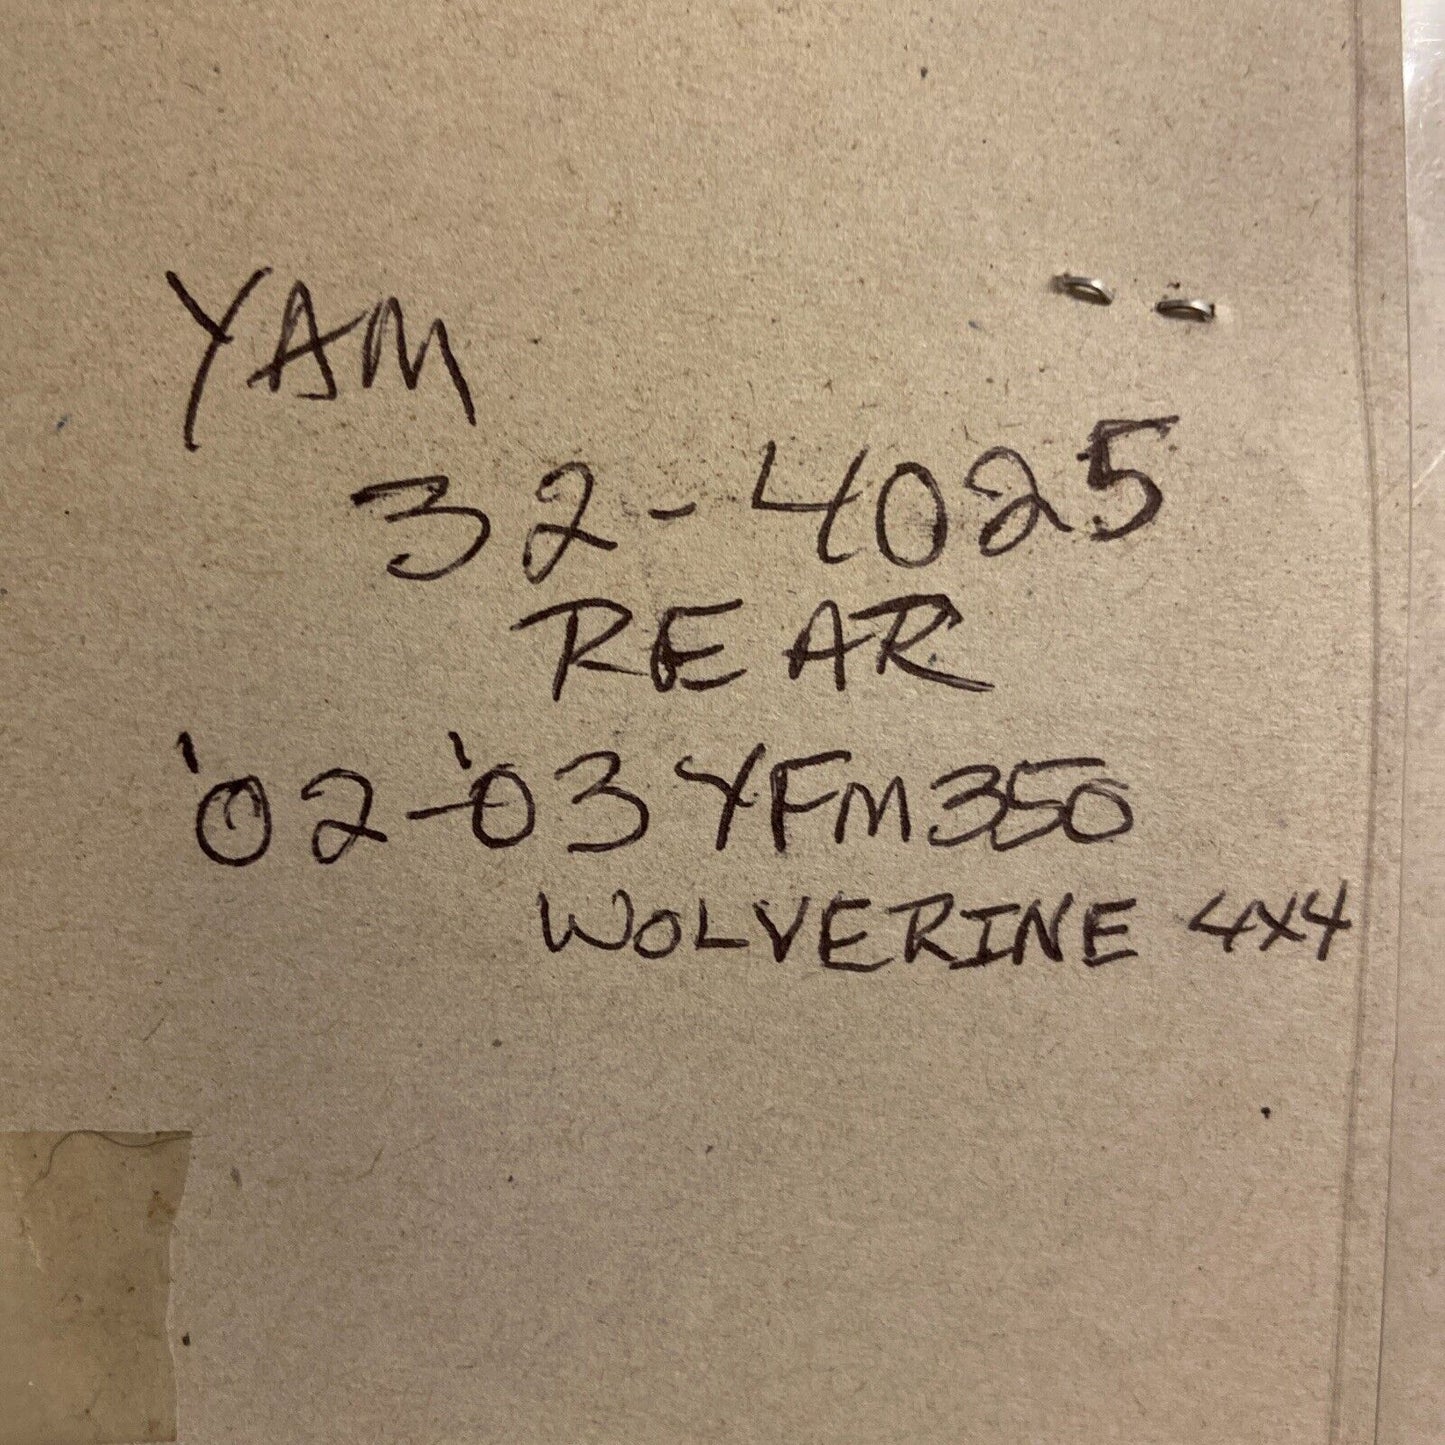 YAM
32-4025
REAR
'02-'03 YFM350
WOLVERINE 4X4